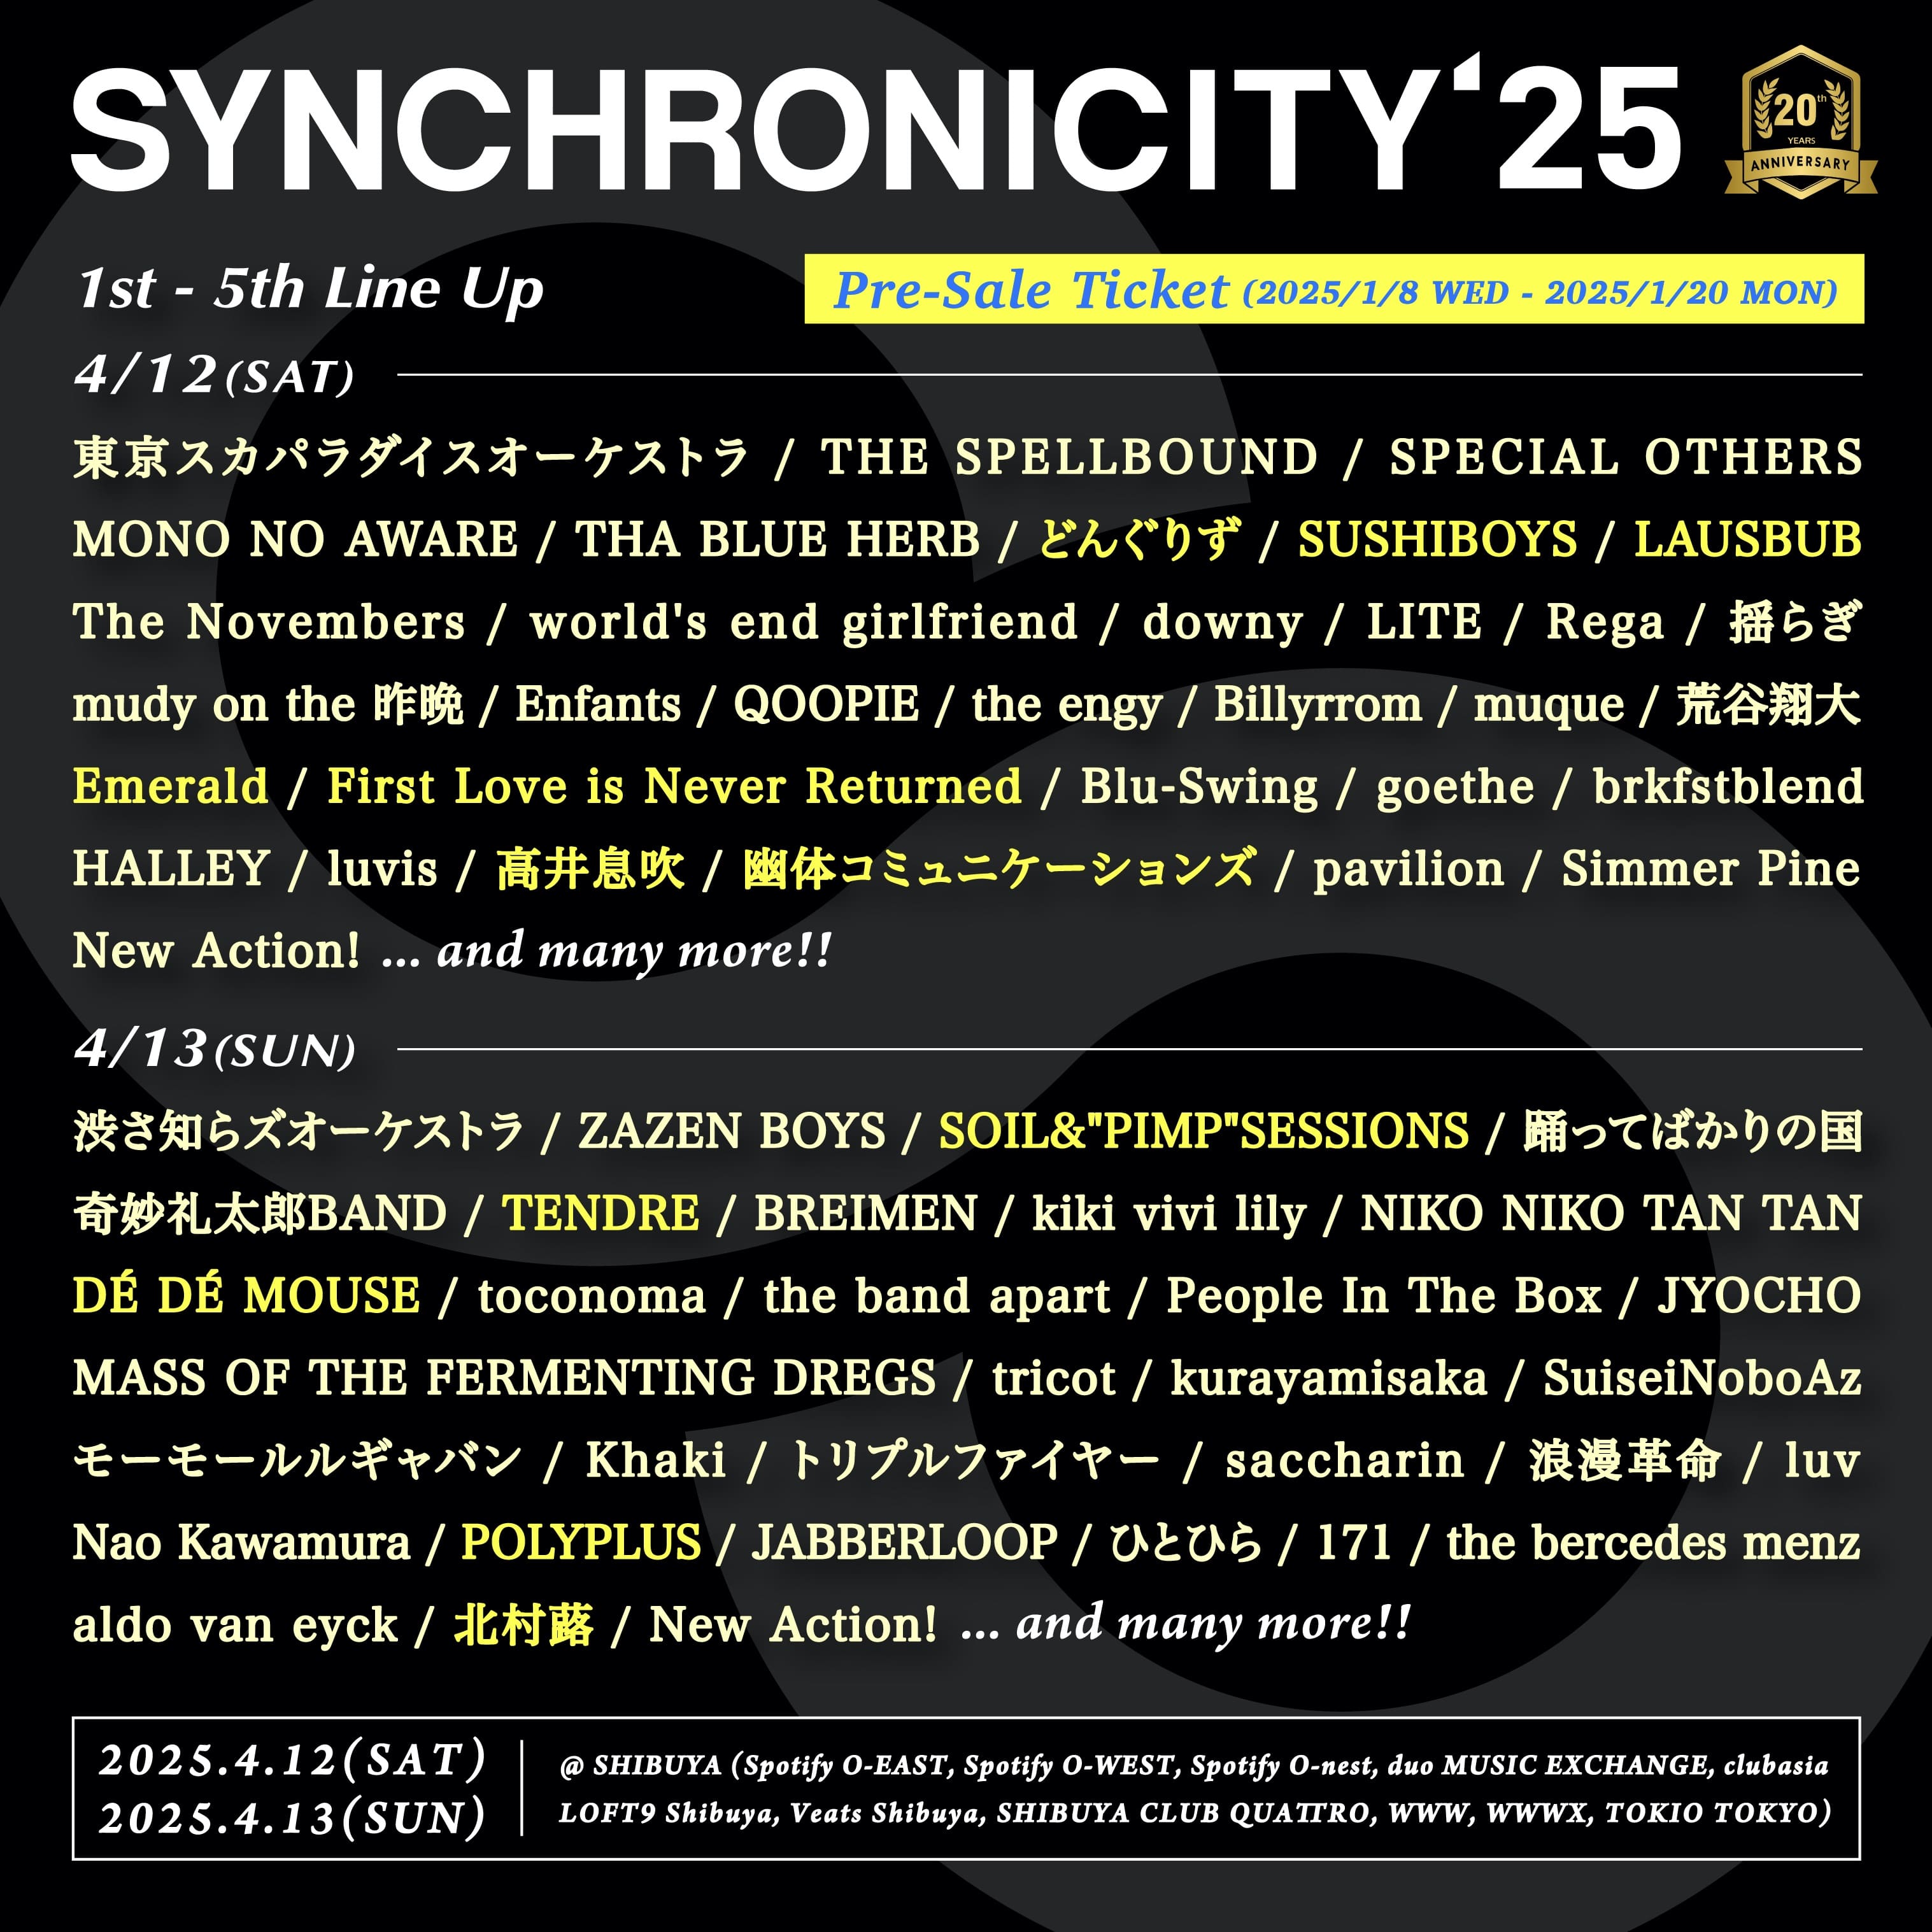 SYNCHRONICITY‘25
20th
YEARS
ANNIVERSARY
1st - 5th Line Up
Pre-Sale Ticket (2025/1/8 WED - 2025/1/20 MON)
4/12(SAT)
東京スカパラダイスオーケストラ / THE SPELLBOUND / SPECIAL OTHERS
MONO NO AWARE / THA BLUE HERB / どんぐりず / SUSHIBOYS / LAUSBUB
The Novembers / world's end girlfriend / downy / LITE / Rega / 揺らぎ
mudy on the 昨晩 / Enfants / QOOPIE / the engy / Billyrrom / muque / 荒谷翔大
Emerald / First Love is Never Returned / Blu-Swing / goethe / brkfstblend
HALLEY / luvis / 高井息吹 / 幽体コミュニケーションズ / pavilion / Simmer Pine
New Action! ... and many more!!
4/13(SUN)
渋さ知らズオーケストラ / ZAZEN BOYS / SOIL&"PIMP"SESSIONS / 踊ってばかりの国
奇妙礼太郎BAND / TENDRE / BREIMEN / kiki vivi lily / NIKO NIKO TAN TAN
DÉ DÉ MOUSE / toconoma / the band apart / People In The Box / JYOCHO
MASS OF THE FERMENTING DREGS / tricot / kurayamisaka / SuiseiNoboAz
モーモールルギャバン / Khaki / トリプルファイヤー / saccharin / 浪漫革命 / luv
Nao Kawamura / POLYPLUS / JABBERLOOP / ひとひら / 171 / the bercedes menz
aldo van eyck / 北村蕗 / New Action! ... and many more!!
2025.4.12(SAT)
2025.4.13(SUN)
@ SHIBUYA (Spotify O-EAST, Spotify O-WEST, Spotify O-nest, duo MUSIC EXCHANGE, clubasia
LOFT9 Shibuya, Veats Shibuya, SHIBUYA CLUB QUATTRO, WWW, WWWX, TOKIO TOKYO)